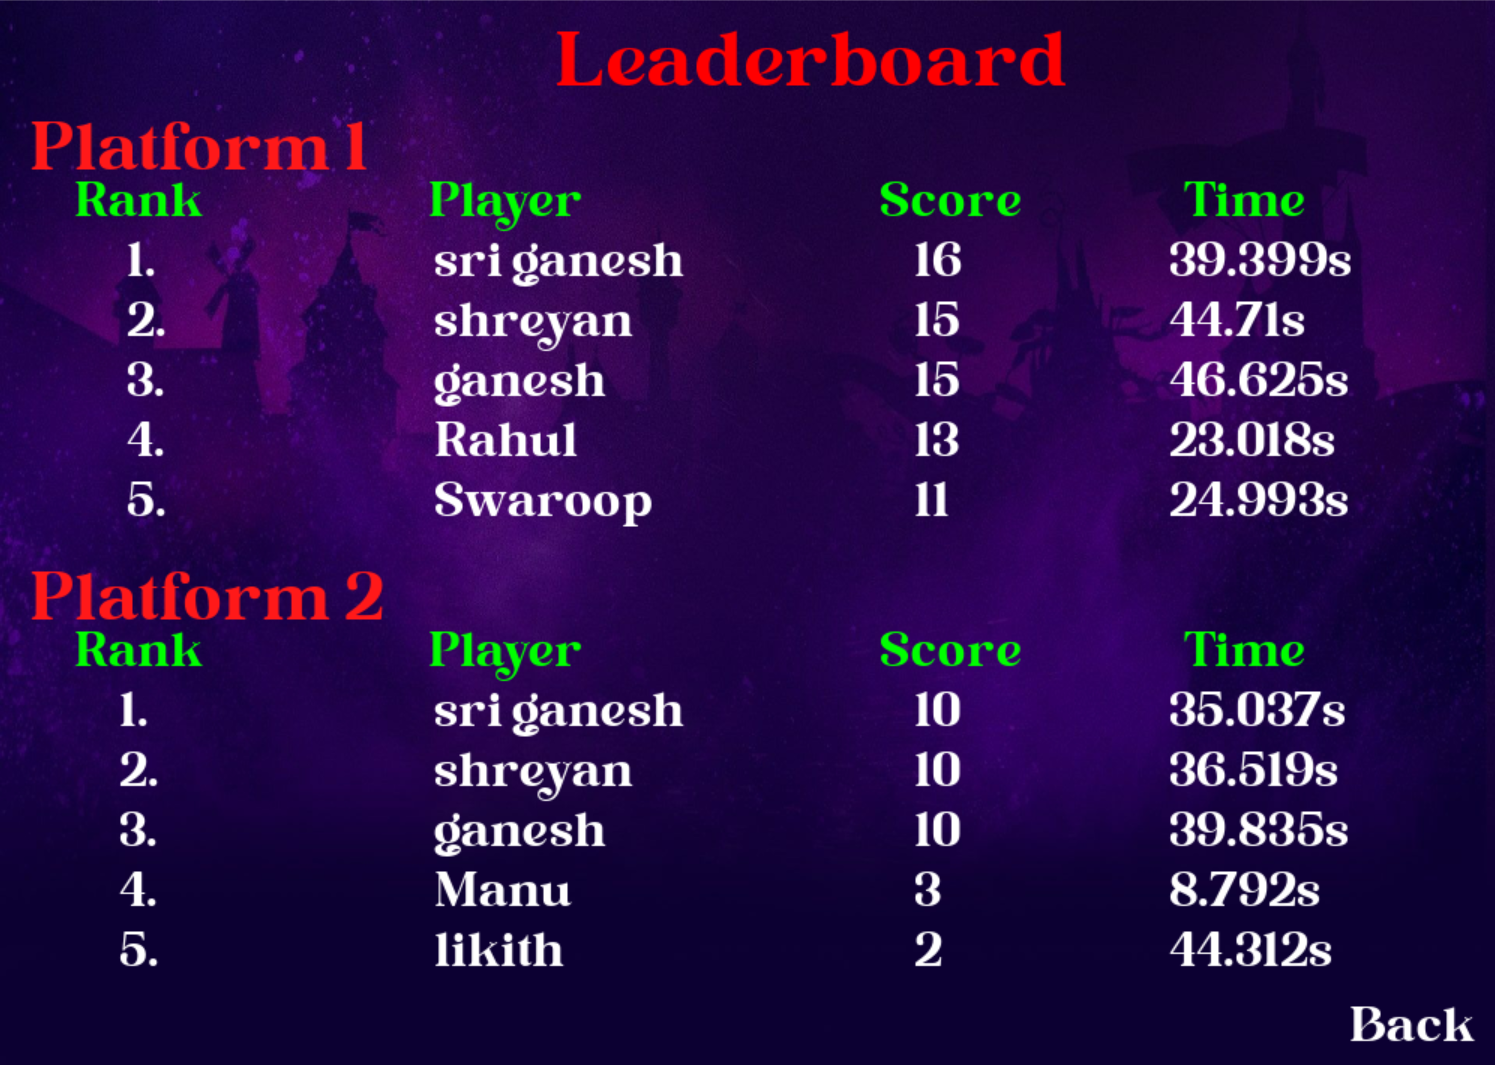 Leaderboard
Platform 1
Rank Player Score Time
1. sri ganesh 16 39.399s
2. shreyan 15 44.71s
3. ganesh 15 46.625s
4. Rahul 13 23.018s
5. Swaroop 11 24.993s
Platform 2
Rank Player Score Time
1. sri ganesh 10 35.037s
2. shreyan 10 36.519s
3. ganesh 10 39.835s
4. Manu 3 8.792s
5. likith 2 44.312s
Back